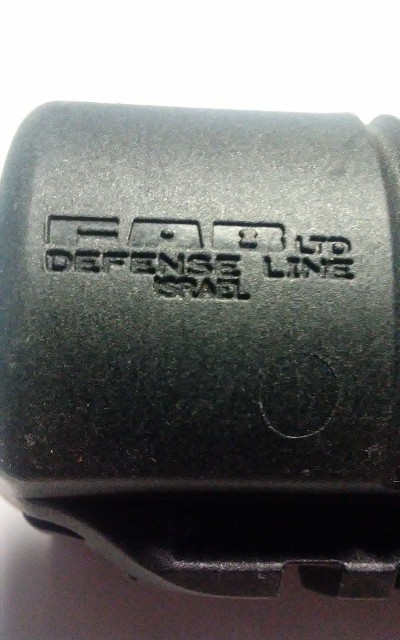 FAB LTD
DEFENSE LINE
ISRAEL